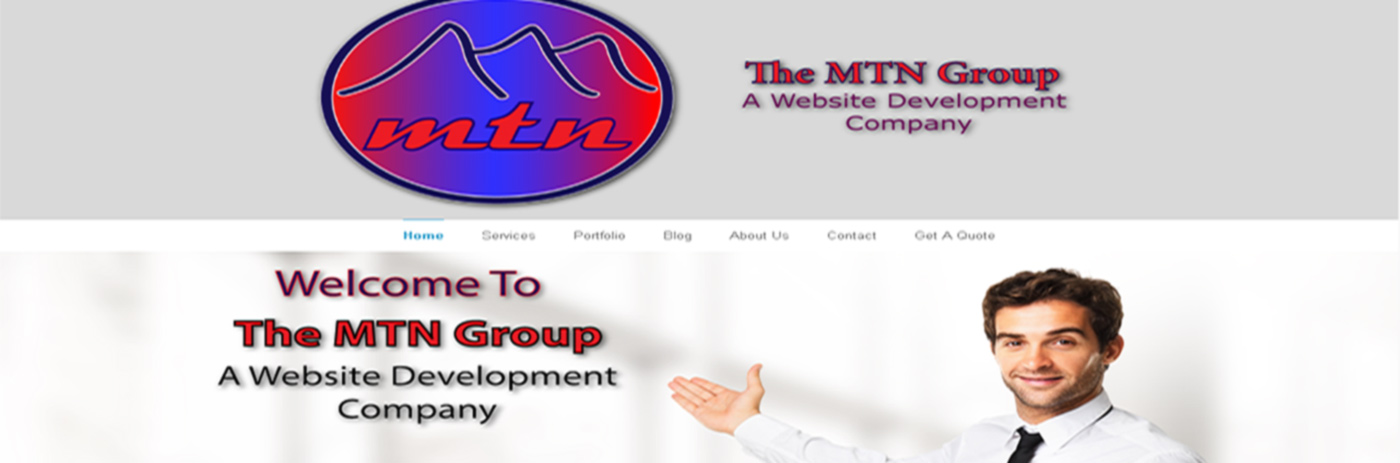 mtn
The MTN Group
A Website Development
Company
Home Services Portfolio Blog About Us Contact Get A Quote
Welcome To
The MTN Group
A Website Development
Company